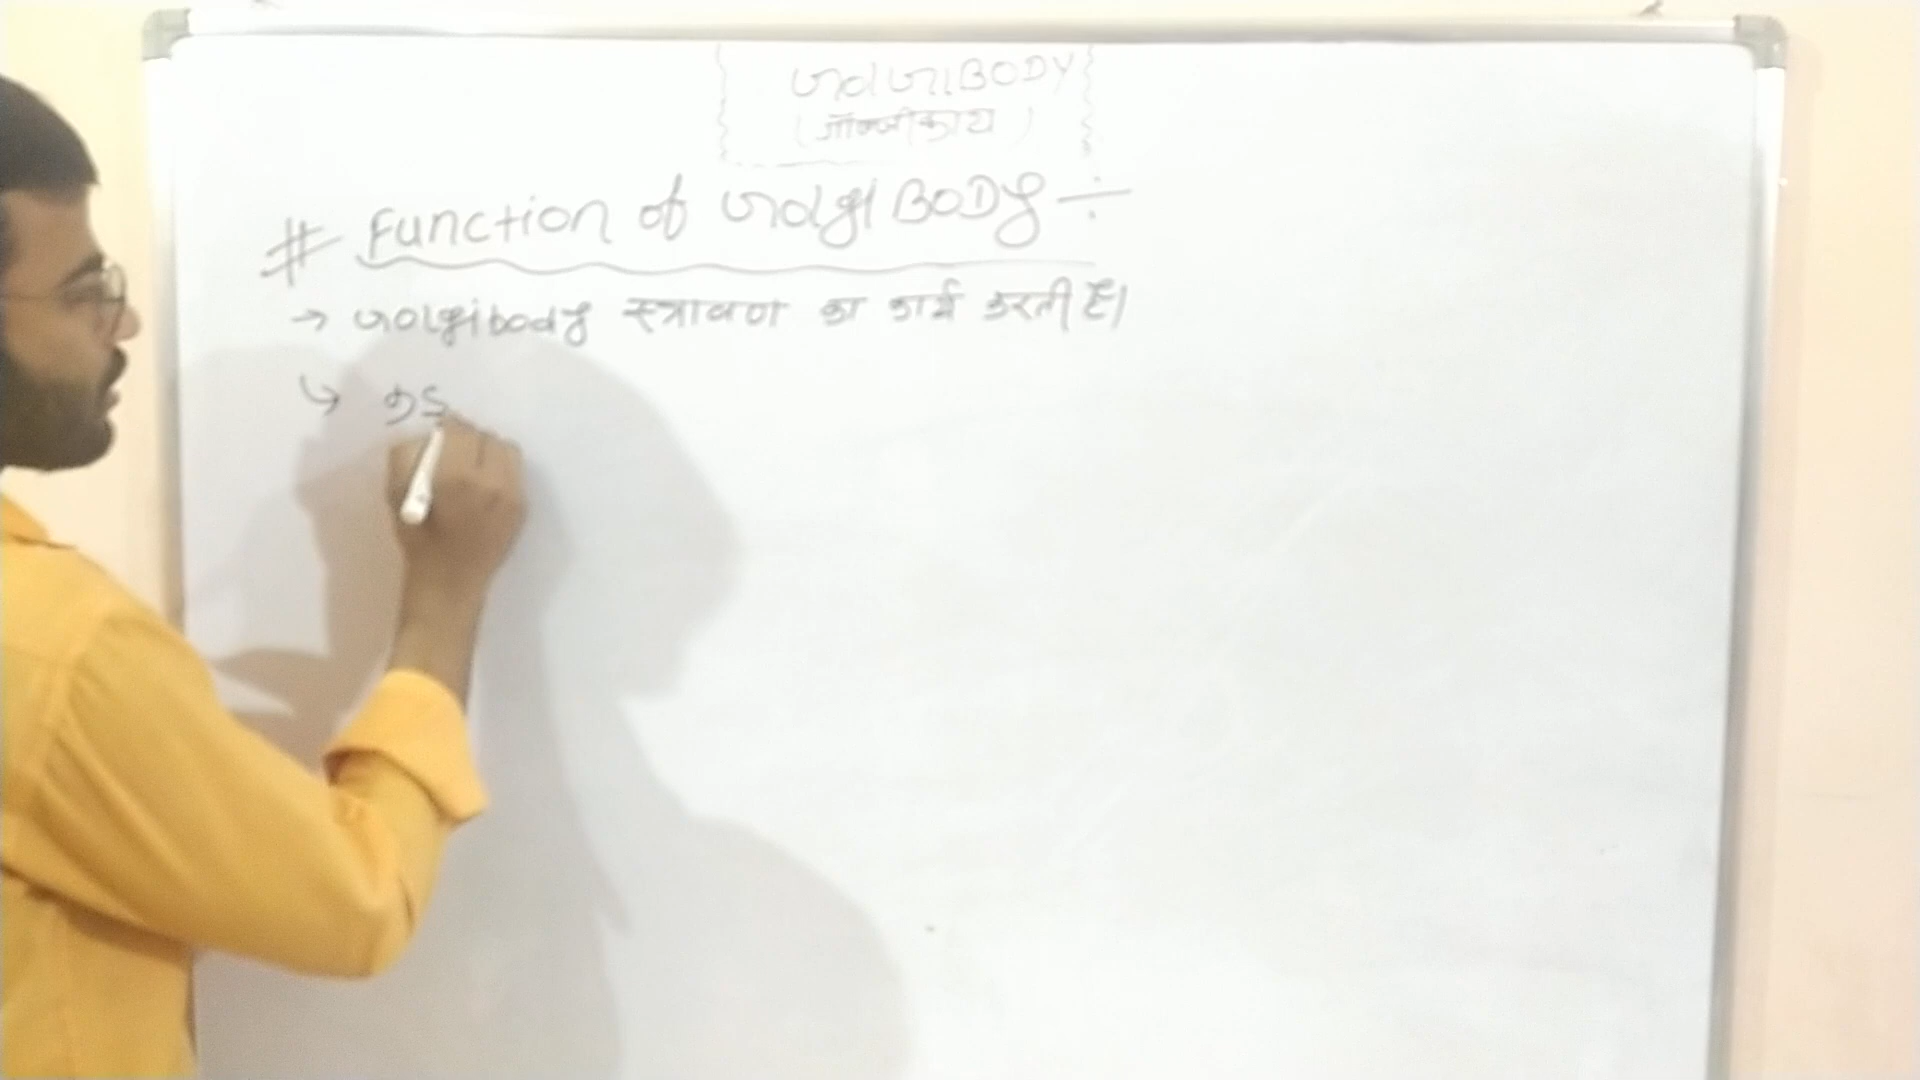 Golgi BODY
(गॉल्जीकाय)
# Function of Golgi BODY ÷
→ Golgi body स्त्रावण का कार्य करती है।
↳